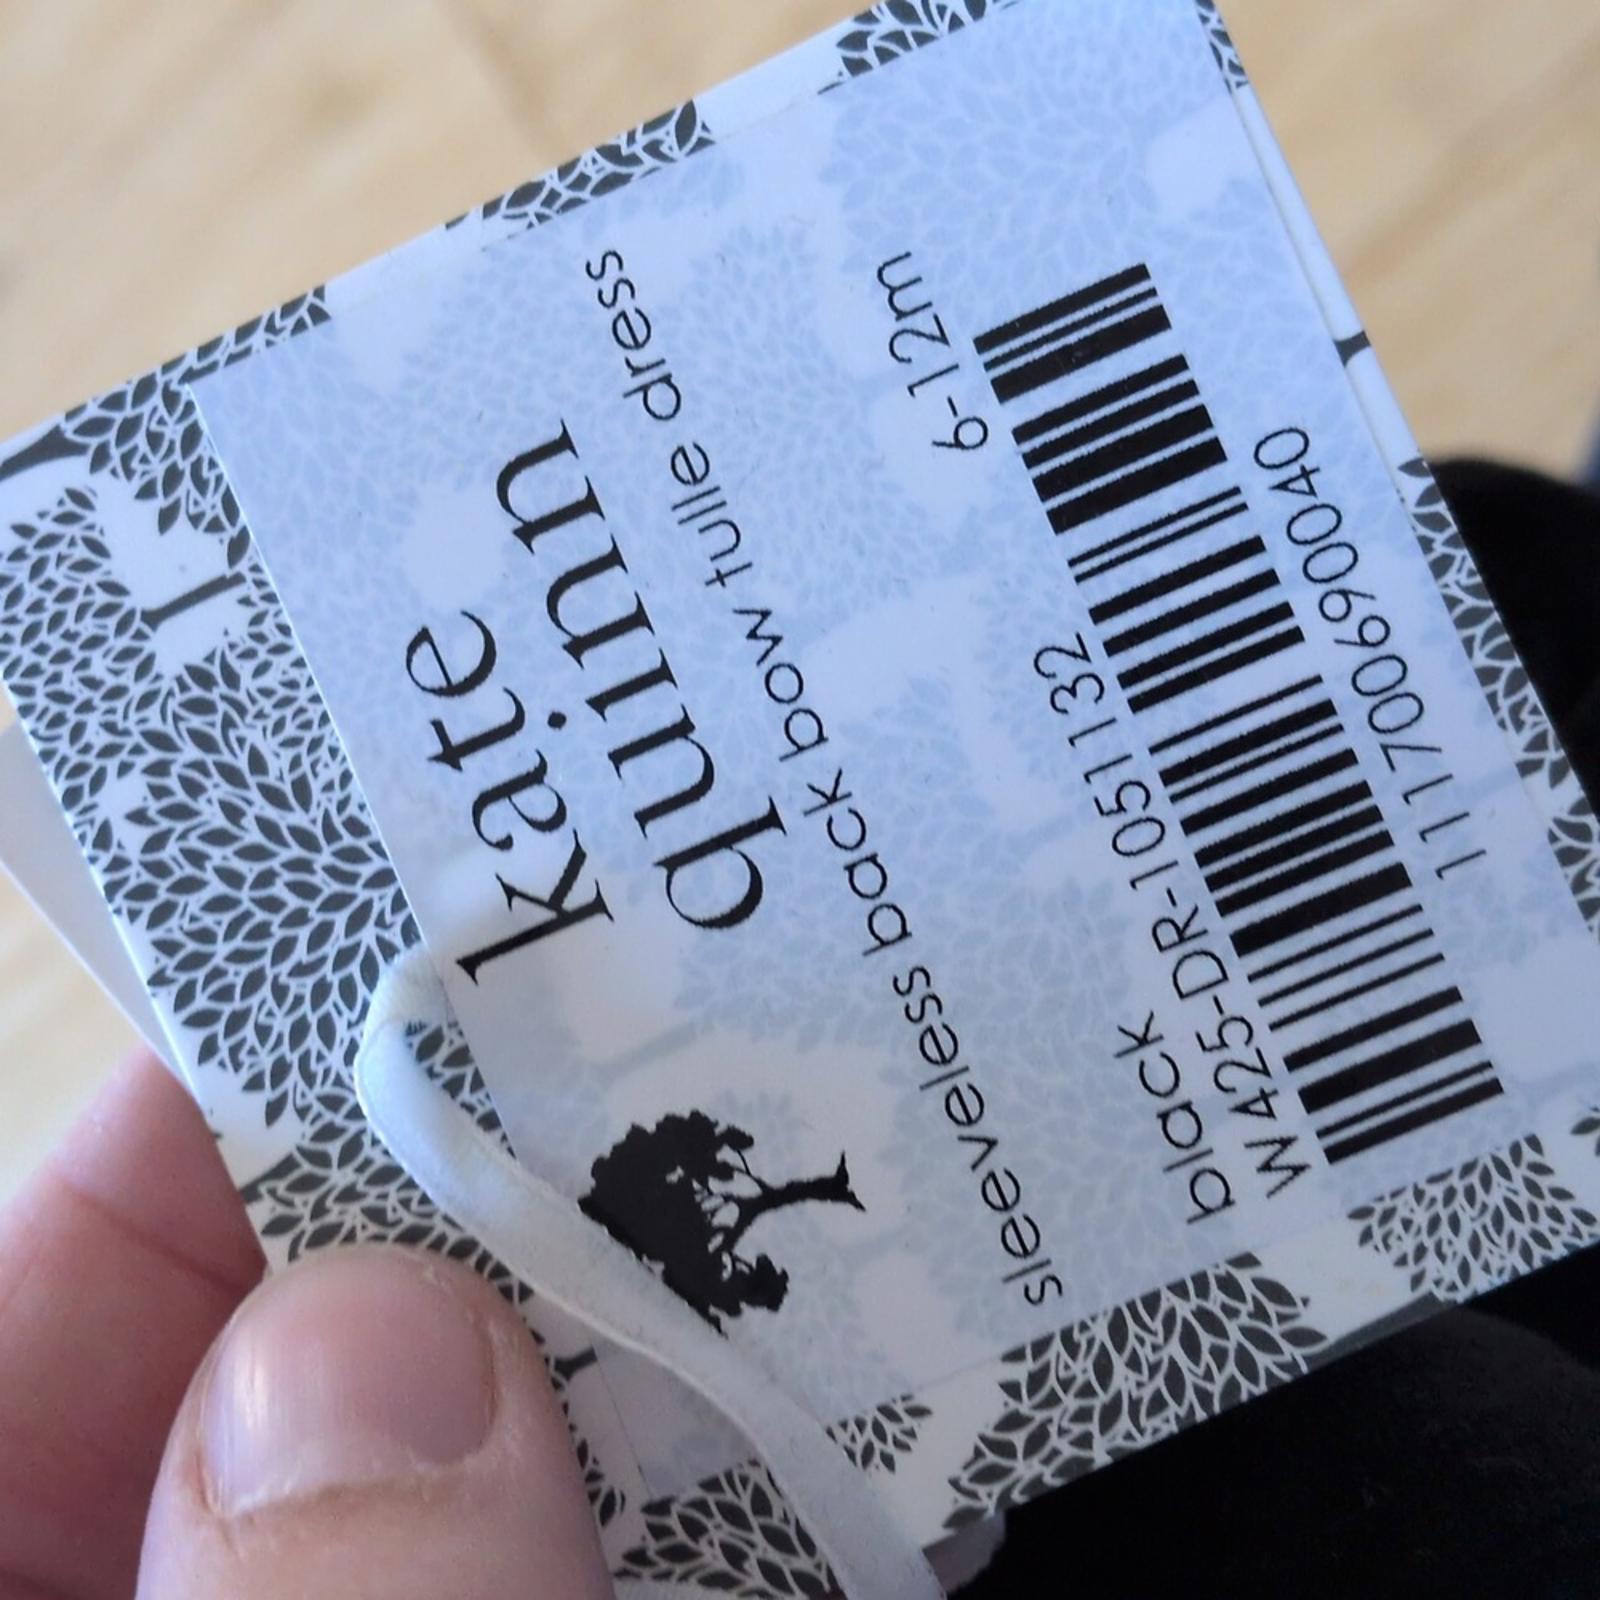 kate
quinn
sleeveless back bow tulle dress
black 6-12m
W425-DR-1051132
111700690040